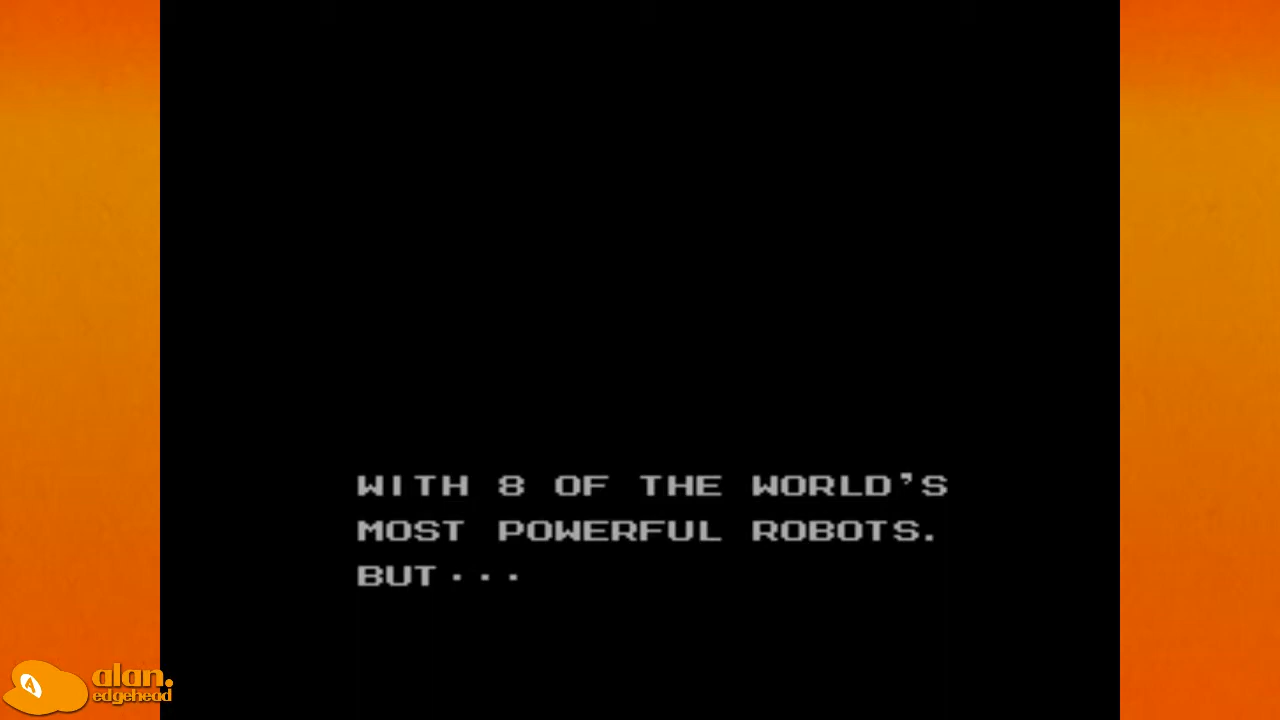 WITH 8 OF THE WORLD'S
MOST POWERFUL ROBOTS.
BUT···
A
alan.
edgehead